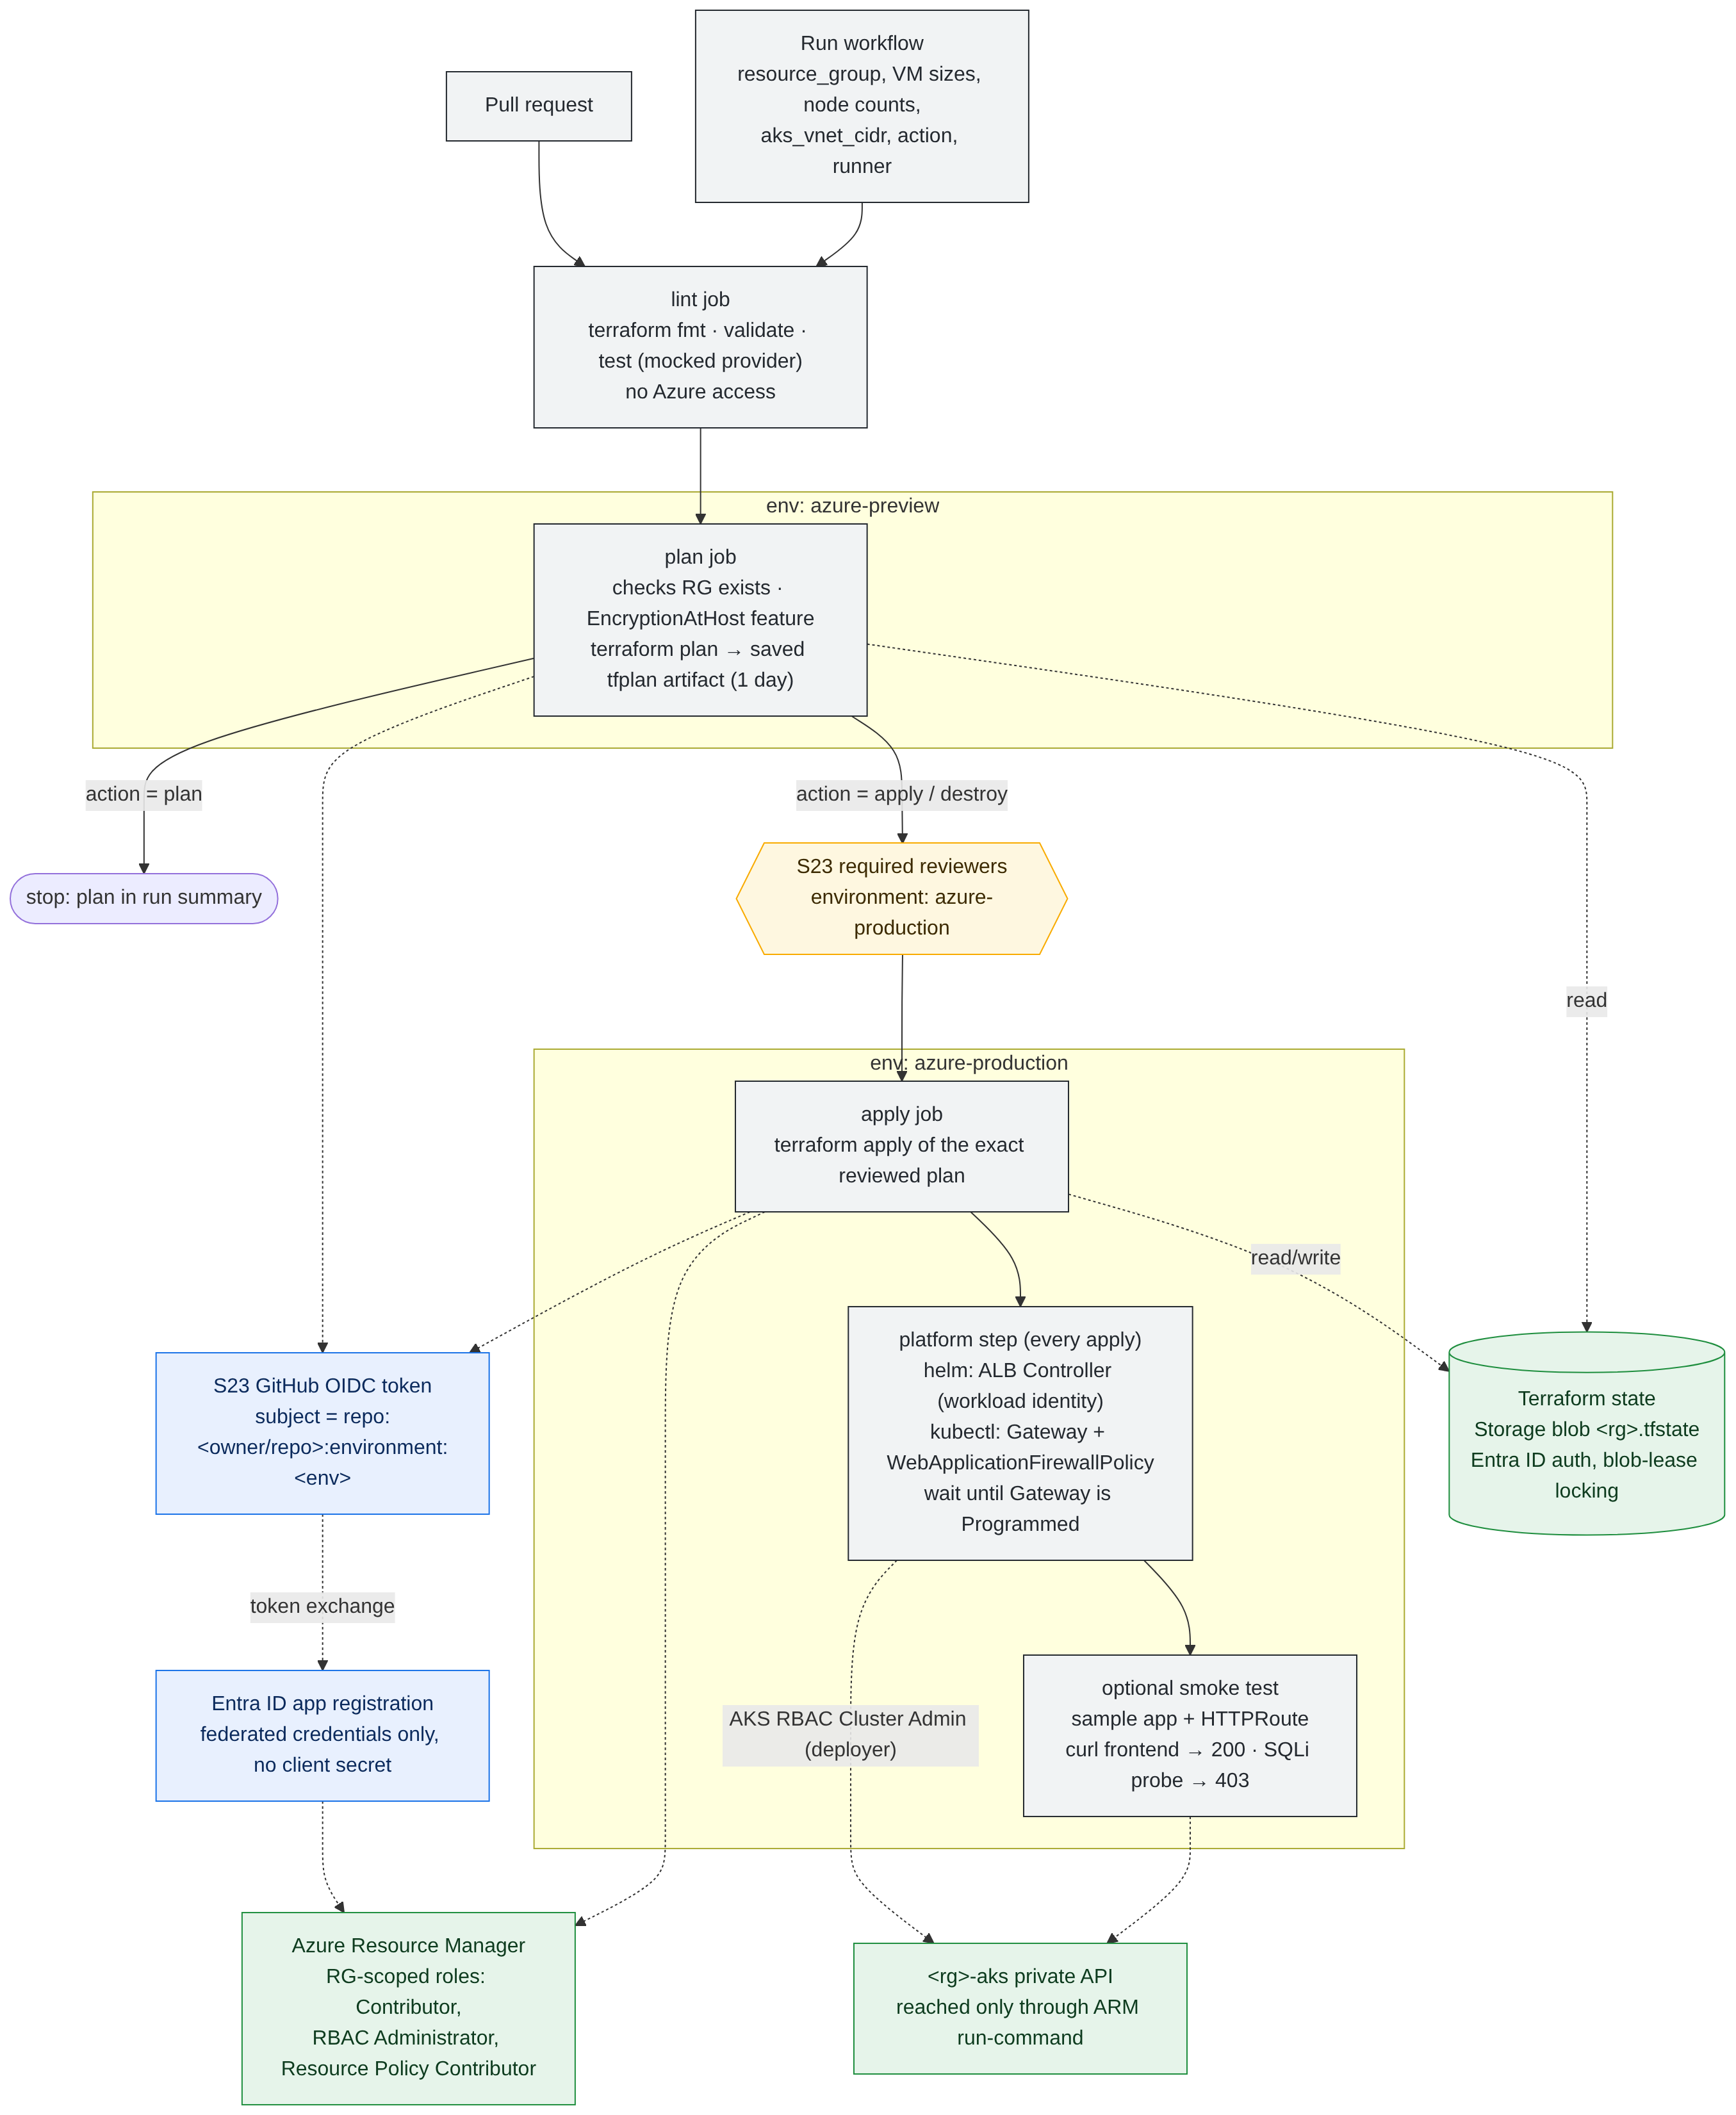 Run workflow
resource_group, VM sizes,
node counts,
aks_vnet_cidr, action,
runner
Pull request
lint job
terraform fmt · validate ·
test (mocked provider)
no Azure access
env: azure-preview
plan job
checks RG exists ·
EncryptionAtHost feature
terraform plan → saved
tfplan artifact (1 day)
action = plan
action = apply / destroy
stop: plan in run summary
S23 required reviewers
environment: azure-
production
read
env: azure-production
apply job
terraform apply of the exact
reviewed plan
read/write
platform step (every apply)
helm: ALB Controller
(workload identity)
kubectl: Gateway +
WebApplicationFirewallPolicy
wait until Gateway is
Programmed
S23 GitHub OIDC token
subject = repo:
<owner/repo>:environment:
<env>
Terraform state
Storage blob <rg>.tfstate
Entra ID auth, blob-lease
locking
token exchange
Entra ID app registration
federated credentials only,
no client secret
AKS RBAC Cluster Admin
(deployer)
optional smoke test
sample app + HTTPRoute
curl frontend → 200 · SQLi
probe → 403
Azure Resource Manager
RG-scoped roles:
Contributor,
RBAC Administrator,
Resource Policy Contributor
<rg>-aks private API
reached only through ARM
run-command